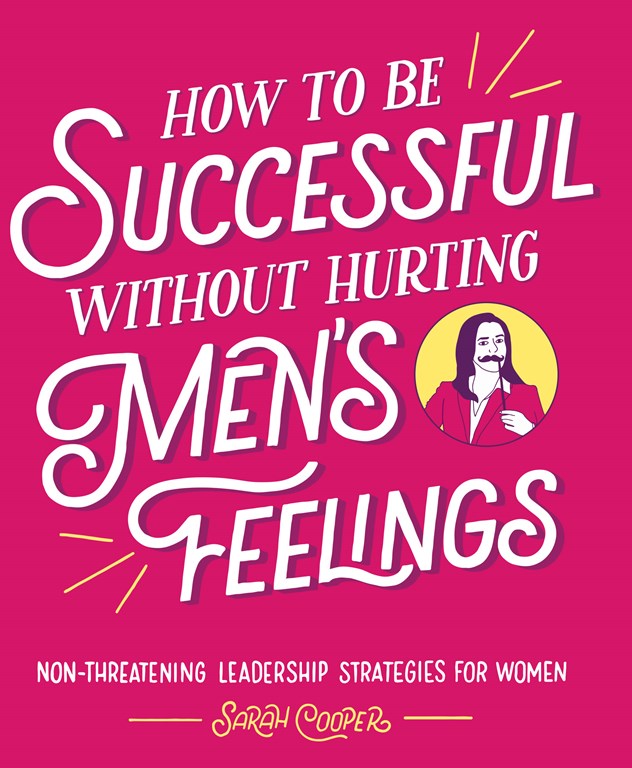 HOW TO BE
SUCCESSFUL
WITHOUT HURTING
MEN'S
FEELINGS
NON-THREATENING LEADERSHIP STRATEGIES FOR WOMEN
SARAH COOPER